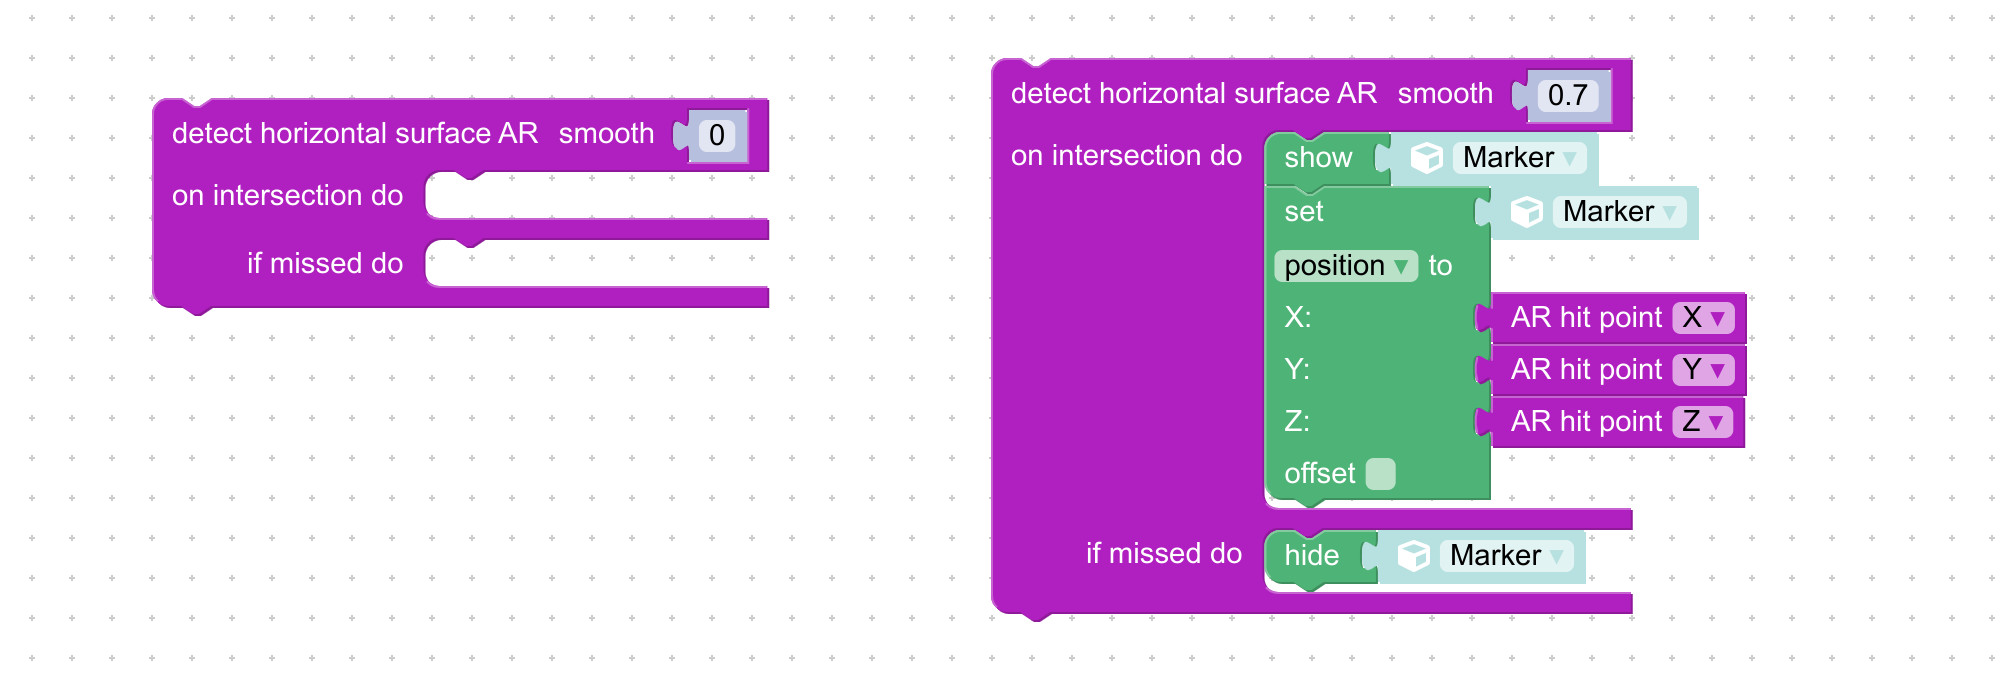 detect horizontal surface AR smooth 0
on intersection do
if missed do
detect horizontal surface AR smooth 0.7
on intersection do show Marker
set Marker
position to
X: AR hit point X
Y: AR hit point Y
Z: AR hit point Z
offset
if missed do hide Marker